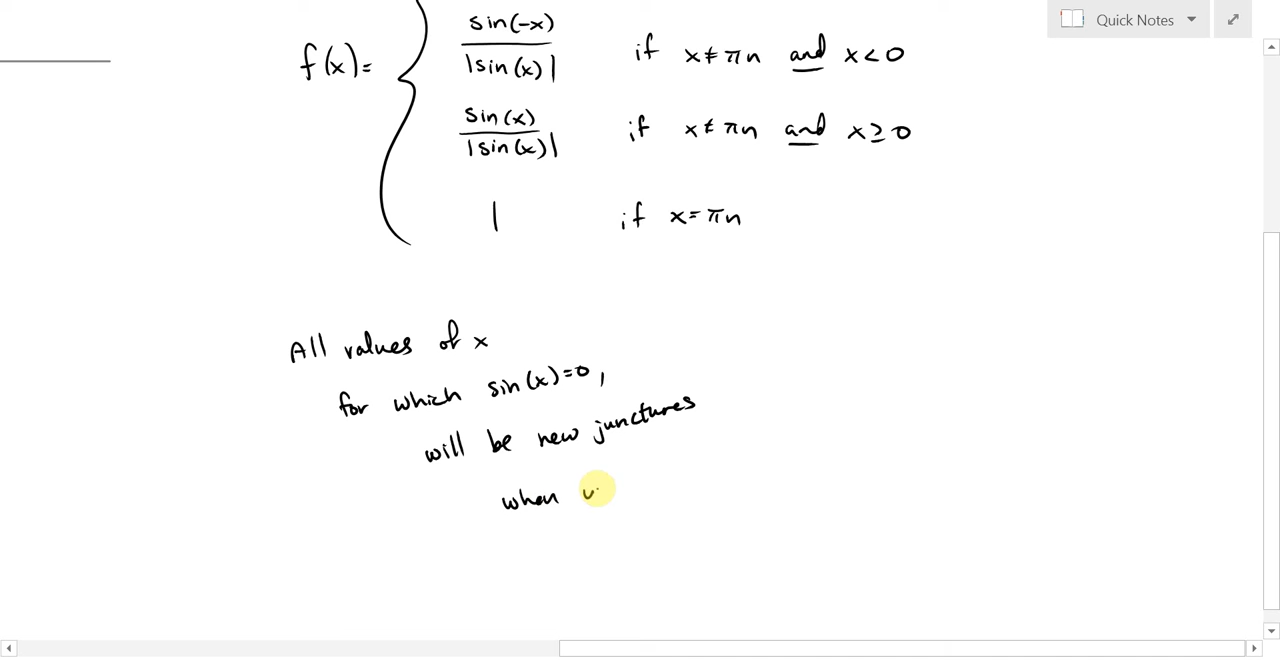 Quick Notes
sin(-x)
f(x)= |sin(x)| if x≠πn and x<0
sin(x)
|sin(x)| if x≠πn and x≥0
1 if x=πn
All values of x
for which sin(x)=0,
will be new junctures
when